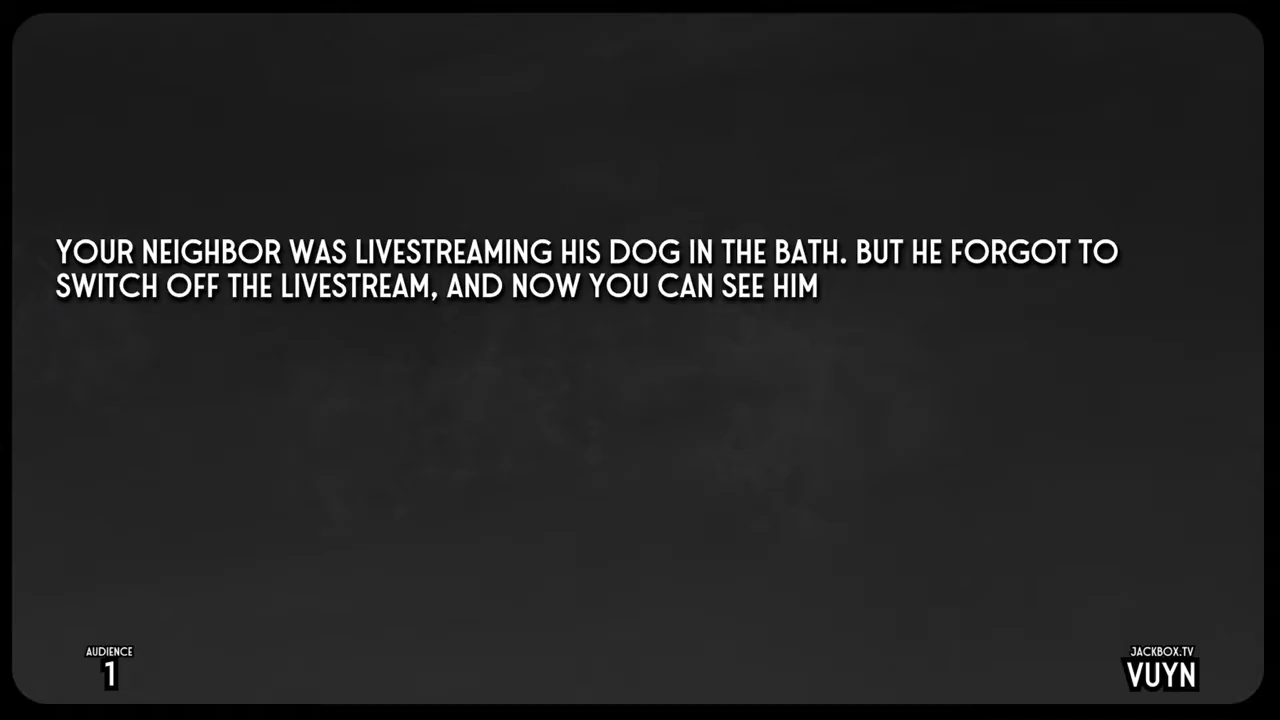 YOUR NEIGHBOR WAS LIVESTREAMING HIS DOG IN THE BATH. BUT HE FORGOT TO
SWITCH OFF THE LIVESTREAM, AND NOW YOU CAN SEE HIM
AUDIENCE
1
JACKBOX.TV
VUYN